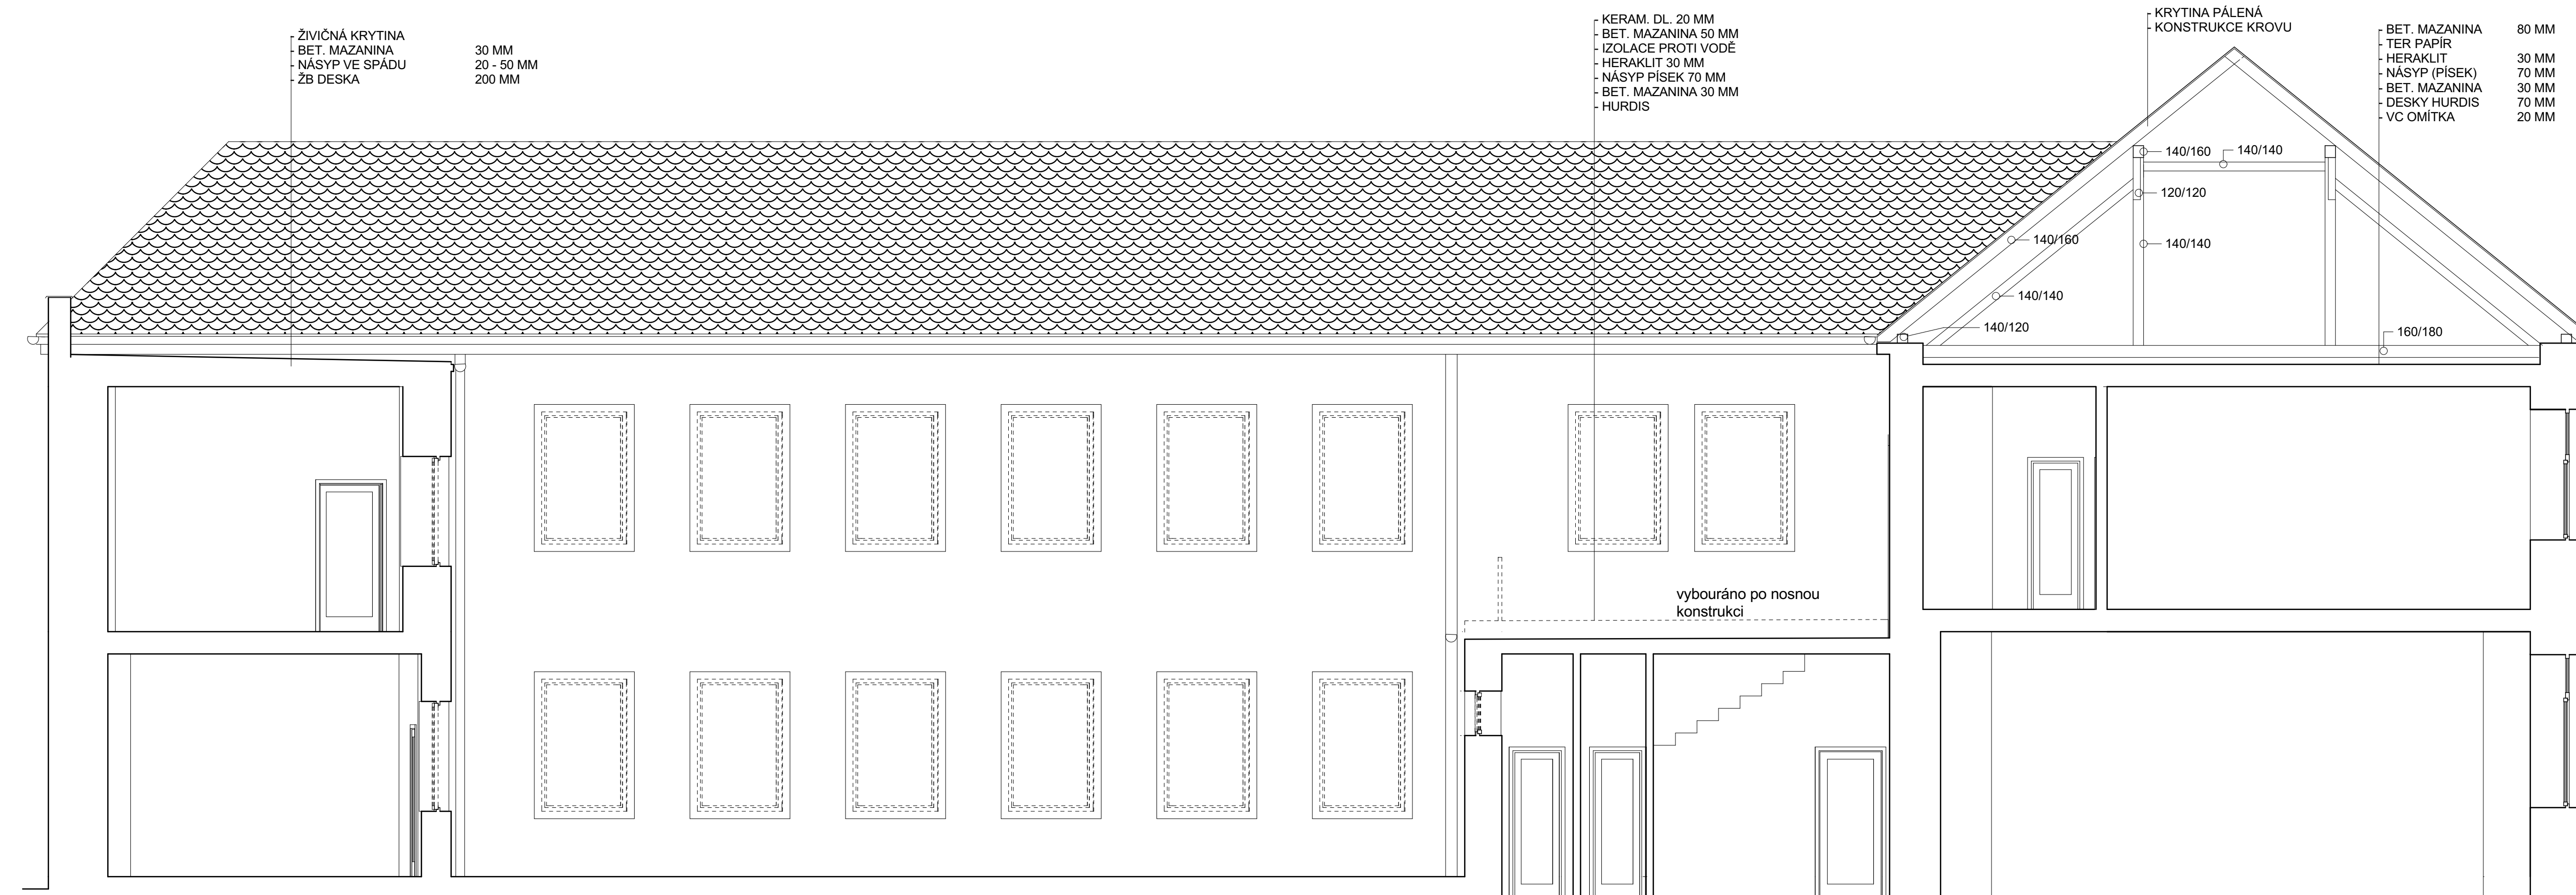 - ŽIVIČNÁ KRYTINA
- BET. MAZANINA 30 MM
- NÁSYP VE SPÁDU 20 - 50 MM
- ŽB DESKA 200 MM
- KERAM. DL. 20 MM
- BET. MAZANINA 50 MM
- IZOLACE PROTI VODĚ
- HERAKLIT 30 MM
- NÁSYP PÍSEK 70 MM
- BET. MAZANINA 30 MM
- HURDIS
- KRYTINA PÁLENÁ
- KONSTRUKCE KROVU
- BET. MAZANINA 80 MM
- TER PAPÍR
- HERAKLIT 30 MM
- NÁSYP (PÍSEK) 70 MM
- BET. MAZANINA 30 MM
- DESKY HURDIS 70 MM
- VC OMÍTKA 20 MM
140/160
140/140
120/120
140/160
140/140
140/140
140/120
160/180
vybouráno po nosnou
konstrukci